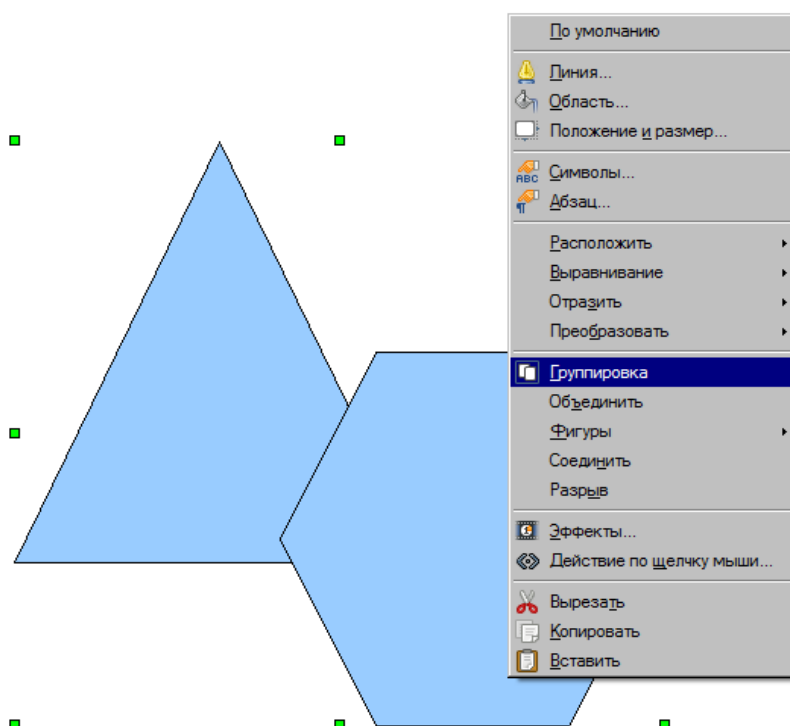 По умолчанию
Линия...
Область...
Положение и размер...
ABC
Символы...
Абзац...
Расположить
Выравнивание
Отразить
Преобразовать
Группировка
Объединить
Фигуры
Соединить
Разрыв
Эффекты...
Действие по щелчку мыши...
Вырезать
Копировать
Вставить